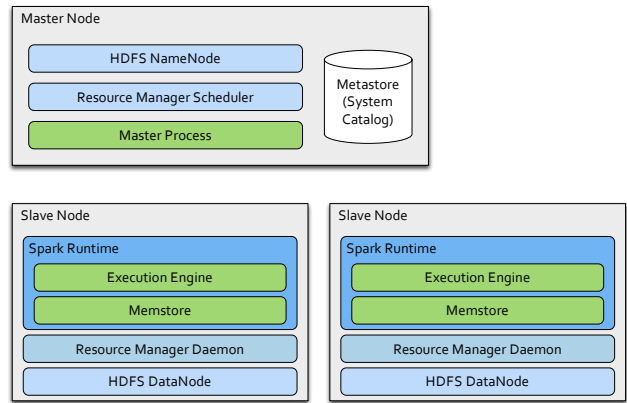 Master Node
HDFS NameNode
Resource Manager Scheduler
Master Process
Metastore
(System
Catalog)
Slave Node
Spark Runtime
Execution Engine
Memstore
Resource Manager Daemon
HDFS DataNode
Slave Node
Spark Runtime
Execution Engine
Memstore
Resource Manager Daemon
HDFS DataNode